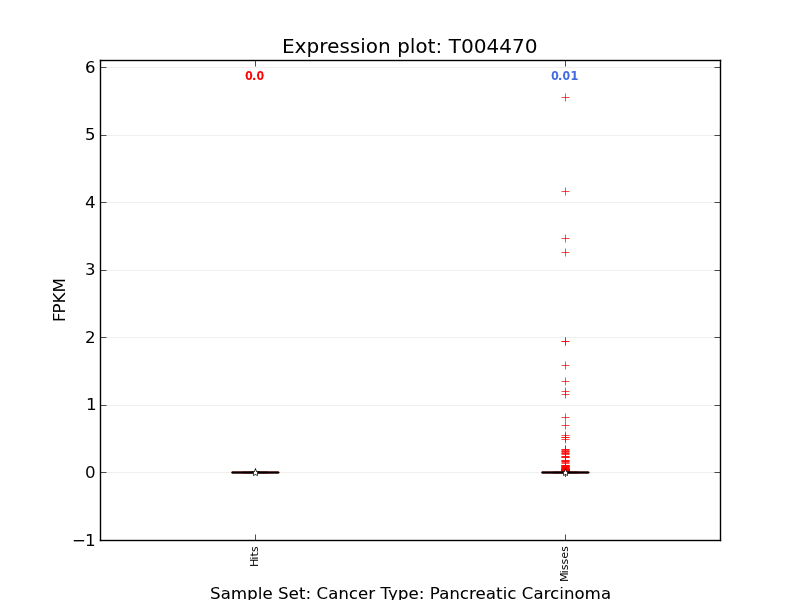 Expression plot: T004470
0.0
0.01
6
5
4
3
2
1
0
−1
FPKM
Hits
Misses
Sample Set: Cancer Type: Pancreatic Carcinoma